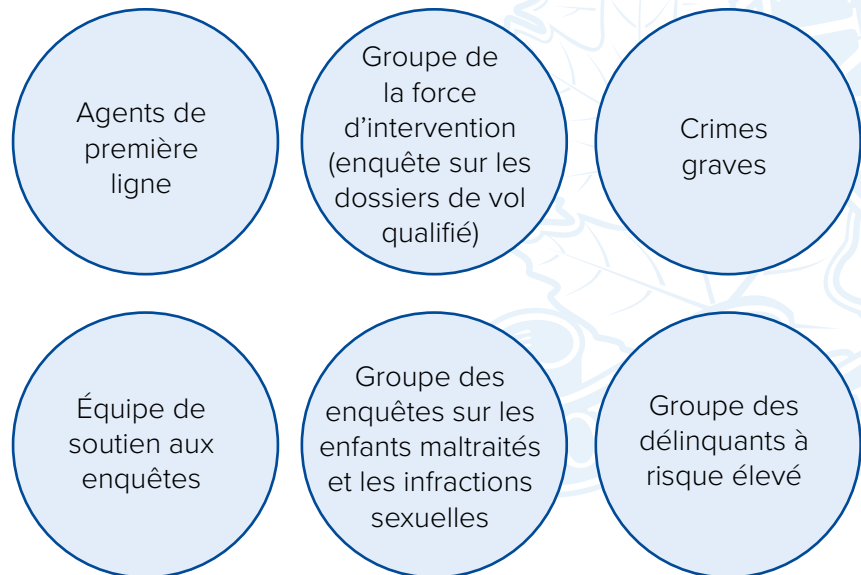 Agents de
première
ligne
Groupe de
la force
d’intervention
(enquête sur les
dossiers de vol
qualifié)
Crimes
graves
Équipe de
soutien aux
enquêtes
Groupe des
enquêtes sur les
enfants maltraités
et les infractions
sexuelles
Groupe des
délinquants à
risque élevé